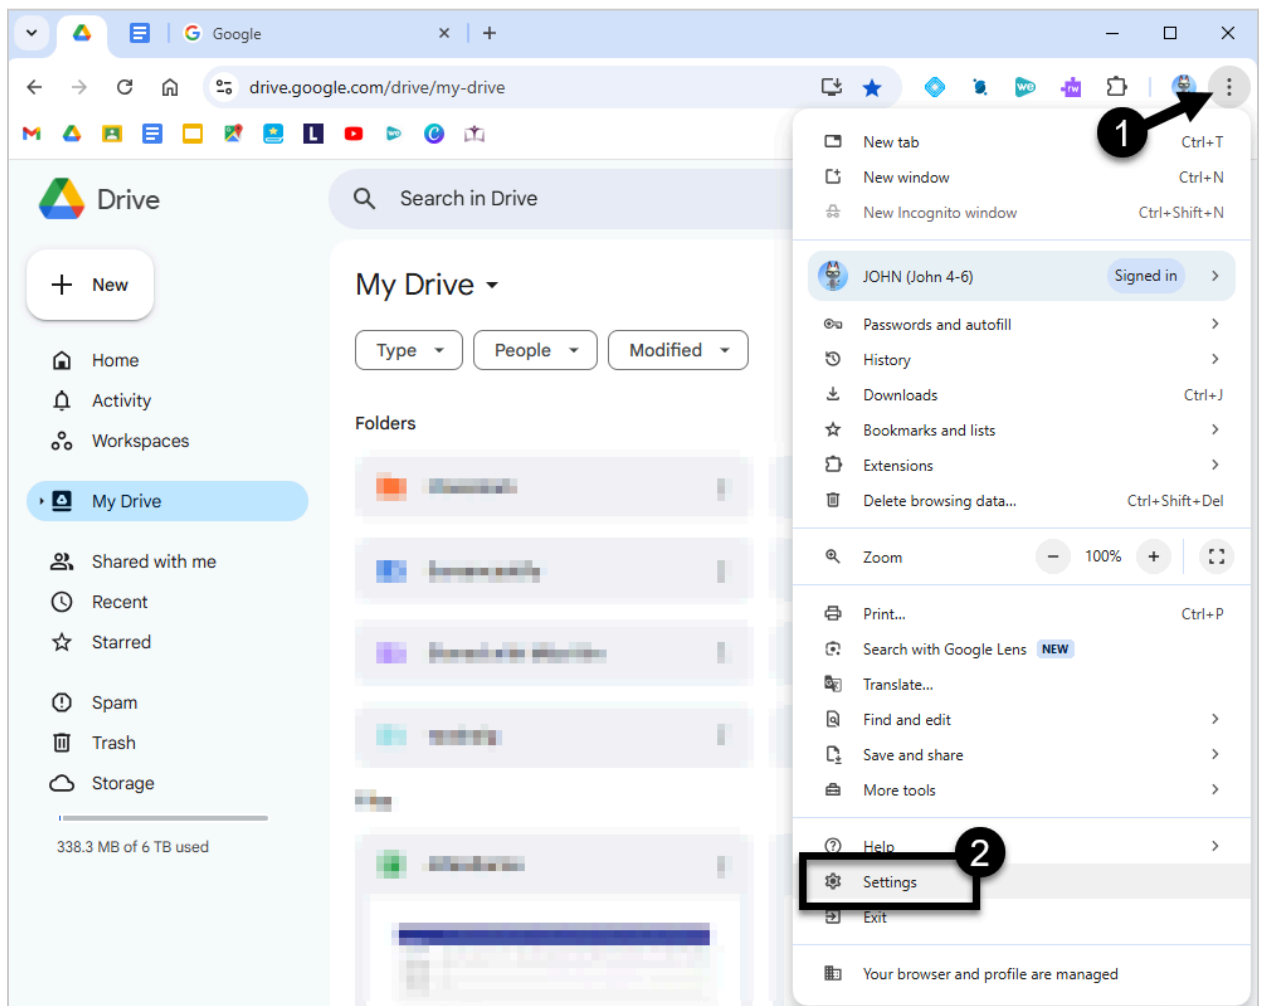 Google
drive.google.com/drive/my-drive
we
rw
1
L
we
C
Drive
Search in Drive
New
Home
Activity
Workspaces
My Drive
Shared with me
Recent
Starred
Spam
Trash
Storage
338.3 MB of 6 TB used
My Drive
Type
People
Modified
Folders
New tab Ctrl+T
New window Ctrl+N
New Incognito window Ctrl+Shift+N
JOHN (John 4-6) Signed in
Passwords and autofill
History
Downloads Ctrl+J
Bookmarks and lists
Extensions
Delete browsing data... Ctrl+Shift+Del
Zoom − 100% +
Print... Ctrl+P
Search with Google Lens NEW
Translate...
Find and edit
Save and share
More tools
Help
2
Settings
Exit
Your browser and profile are managed